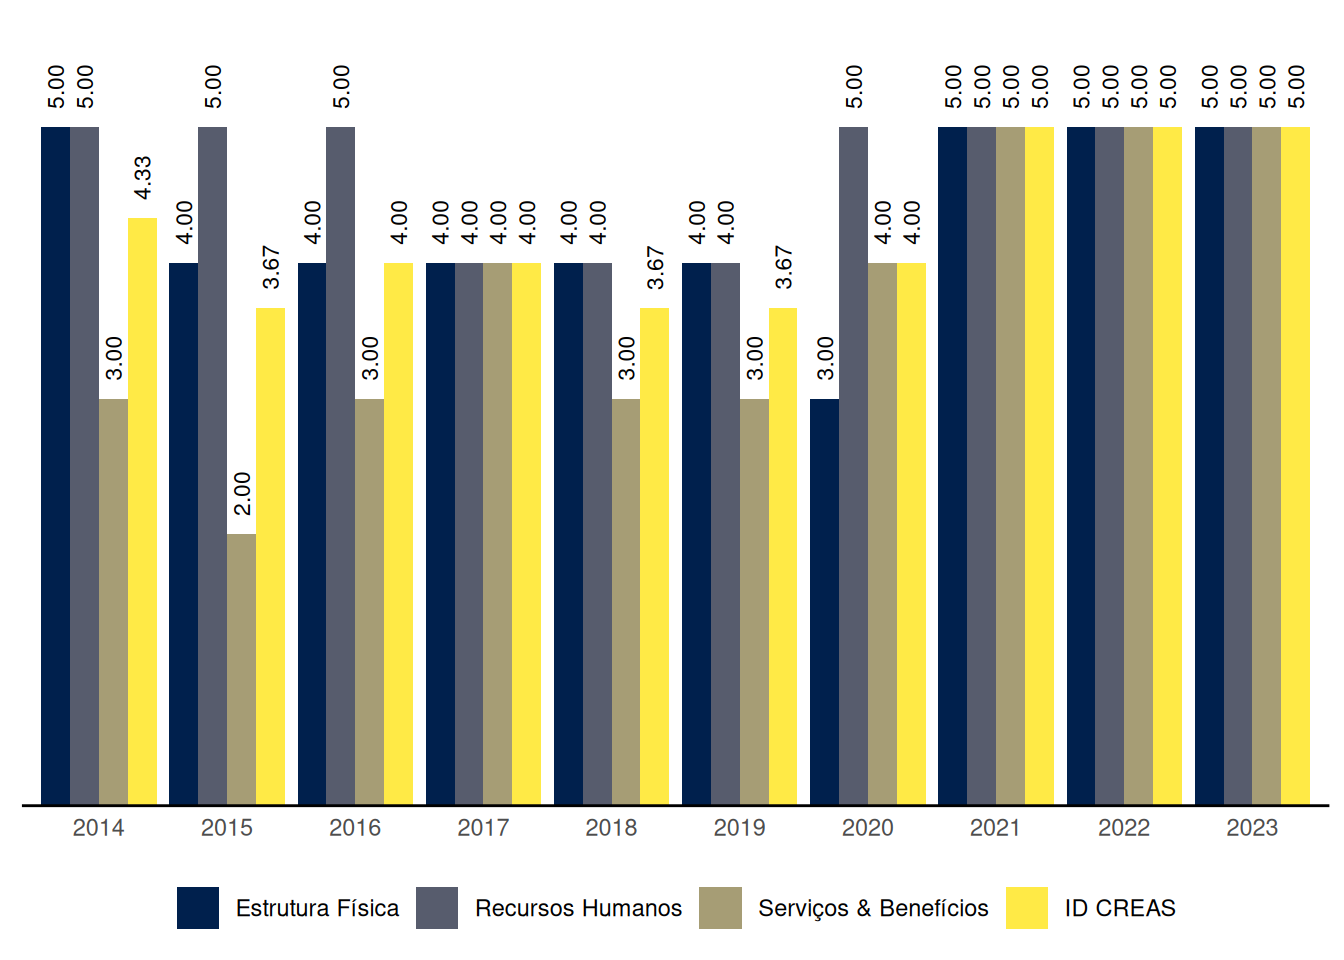 5.00 5.00 3.00 4.33 4.00 5.00 2.00 3.67 4.00 5.00 3.00 4.00 4.00 4.00 4.00 4.00 4.00 4.00 3.00 3.67 4.00 4.00 3.00 3.67 3.00 5.00 4.00 4.00 5.00 5.00 5.00 5.00 5.00 5.00 5.00 5.00 5.00 5.00 5.00 5.00
2014 2015 2016 2017 2018 2019 2020 2021 2022 2023
Estrutura Física Recursos Humanos Serviços & Benefícios ID CREAS